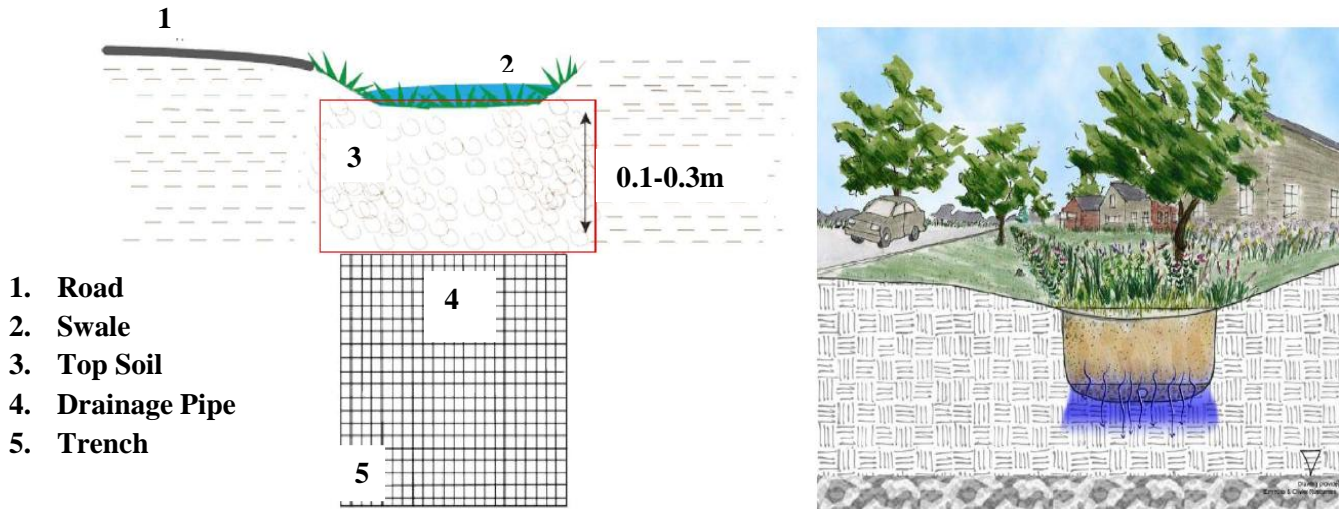 1
2
3
0.1-0.3m
4
5
1. Road
2. Swale
3. Top Soil
4. Drainage Pipe
5. Trench